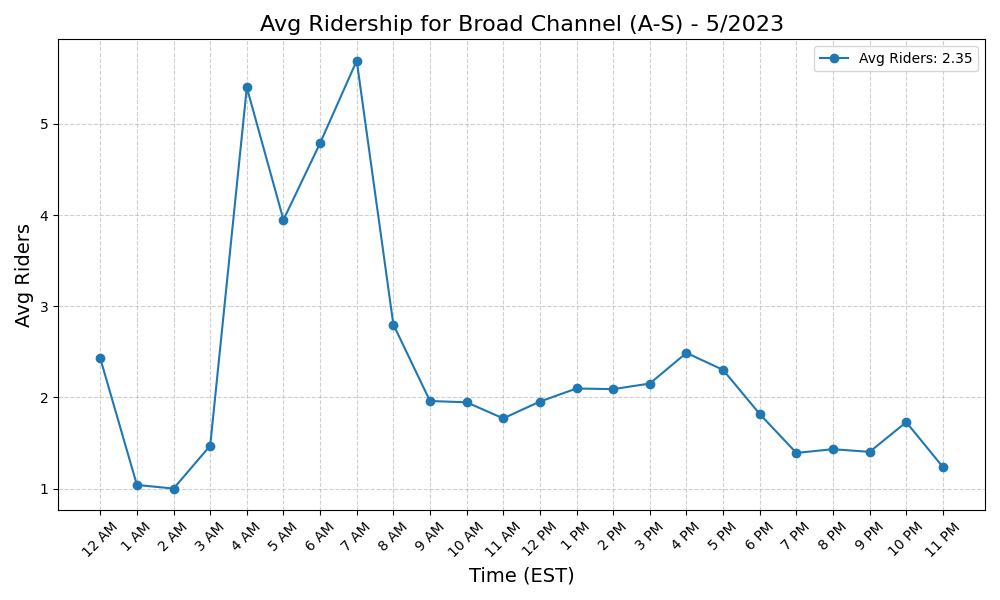 Avg Ridership for Broad Channel (A-S) - 5/2023
Avg Riders: 2.35
Avg Riders
5
4
3
2
1
12 AM
1 AM
2 AM
3 AM
4 AM
5 AM
6 AM
7 AM
8 AM
9 AM
10 AM
11 AM
12 PM
1 PM
2 PM
3 PM
4 PM
5 PM
6 PM
7 PM
8 PM
9 PM
10 PM
11 PM
Time (EST)